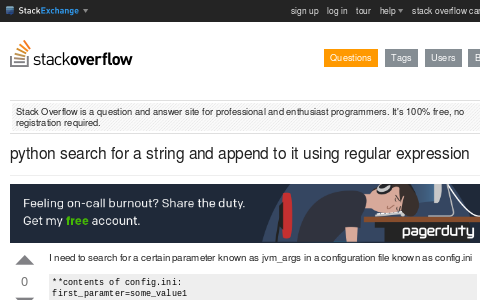 StackExchange sign up log in tour help stack overflow car
stackoverflow Questions Tags Users B
Stack Overflow is a question and answer site for professional and enthusiast programmers. It's 100% free, no
registration required.
python search for a string and append to it using regular expression
Feeling on-call burnout? Share the duty.
Get my free account.
pagerduty
I need to search for a certain parameter known as jvm_args in a configuration file known as config.ini
0
**contents of config.ini:
first_paramter=some_value1